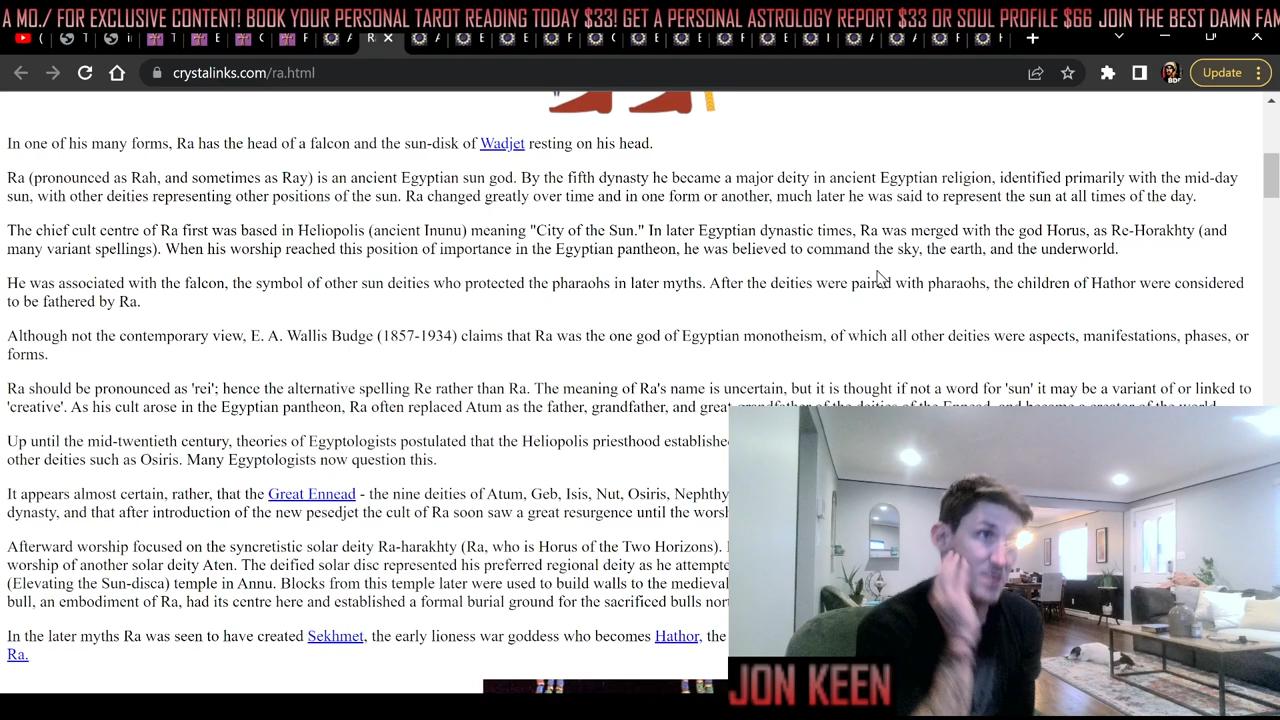 A MO./ FOR EXCLUSIVE CONTENT! BOOK YOUR PERSONAL TAROT READING TODAY $33! GET A PERSONAL ASTROLOGY REPORT $33 OR SOUL PROFILE $66 JOIN THE BEST DAMN FAM
crystalinks.com/ra.html
Update
In one of his many forms, Ra has the head of a falcon and the sun-disk of Wadjet resting on his head.
Ra (pronounced as Rah, and sometimes as Ray) is an ancient Egyptian sun god. By the fifth dynasty he became a major deity in ancient Egyptian religion, identified primarily with the mid-day
sun, with other deities representing other positions of the sun. Ra changed greatly over time and in one form or another, much later he was said to represent the sun at all times of the day.
The chief cult centre of Ra first was based in Heliopolis (ancient Inunu) meaning "City of the Sun." In later Egyptian dynastic times, Ra was merged with the god Horus, as Re-Horakhty (and
many variant spellings). When his worship reached this position of importance in the Egyptian pantheon, he was believed to command the sky, the earth, and the underworld.
He was associated with the falcon, the symbol of other sun deities who protected the pharaohs in later myths. After the deities were paired with pharaohs, the children of Hathor were considered
to be fathered by Ra.
Although not the contemporary view, E. A. Wallis Budge (1857-1934) claims that Ra was the one god of Egyptian monotheism, of which all other deities were aspects, manifestations, phases, or
forms.
Ra should be pronounced as 'rei'; hence the alternative spelling Re rather than Ra. The meaning of Ra's name is uncertain, but it is thought if not a word for 'sun' it may be a variant of or linked to
'creative'. As his cult arose in the Egyptian pantheon, Ra often replaced Atum as the father, grandfather, and great-grandfather of the deities of the Ennead, and became a creator of the world.
Up until the mid-twentieth century, theories of Egyptologists postulated that the Heliopolis priesthood established
other deities such as Osiris. Many Egyptologists now question this.
It appears almost certain, rather, that the Great Ennead - the nine deities of Atum, Geb, Isis, Nut, Osiris, Nephthy
dynasty, and that after introduction of the new pesedjet the cult of Ra soon saw a great resurgence until the worsh
Afterward worship focused on the syncretistic solar deity Ra-harakhty (Ra, who is Horus of the Two Horizons).
worship of another solar deity Aten. The deified solar disc represented his preferred regional deity as he attempte
(Elevating the Sun-disca) temple in Annu. Blocks from this temple later were used to build walls to the medieval
bull, an embodiment of Ra, had its centre here and established a formal burial ground for the sacrificed bulls nort
In the later myths Ra was seen to have created Sekhmet, the early lioness war goddess who becomes Hathor, the
Ra.
JON KEEN